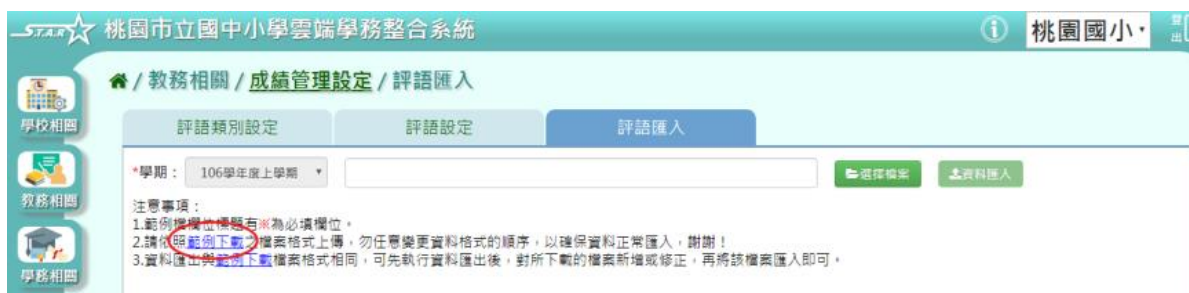 STAR 桃園市立國中小學雲端學務整合系統
桃園國小
登出
/ 教務相關 / 成績管理設定 / 評語匯入
學校相關
評語類別設定 評語設定 評語匯入
*學期： 106學年度上學期 選擇檔案 資料匯入
教務相關
注意事項：
1.範例擋欄位標題有※為必填欄位。
2.請依照範例下載之檔案格式上傳，勿任意變更資料格式的順序，以確保資料正常匯入，謝謝！
3.資料匯出與範例下載檔案格式相同，可先執行資料匯出後，對所下載的檔案新增或修正，再將該檔案匯入即可。
學務相關